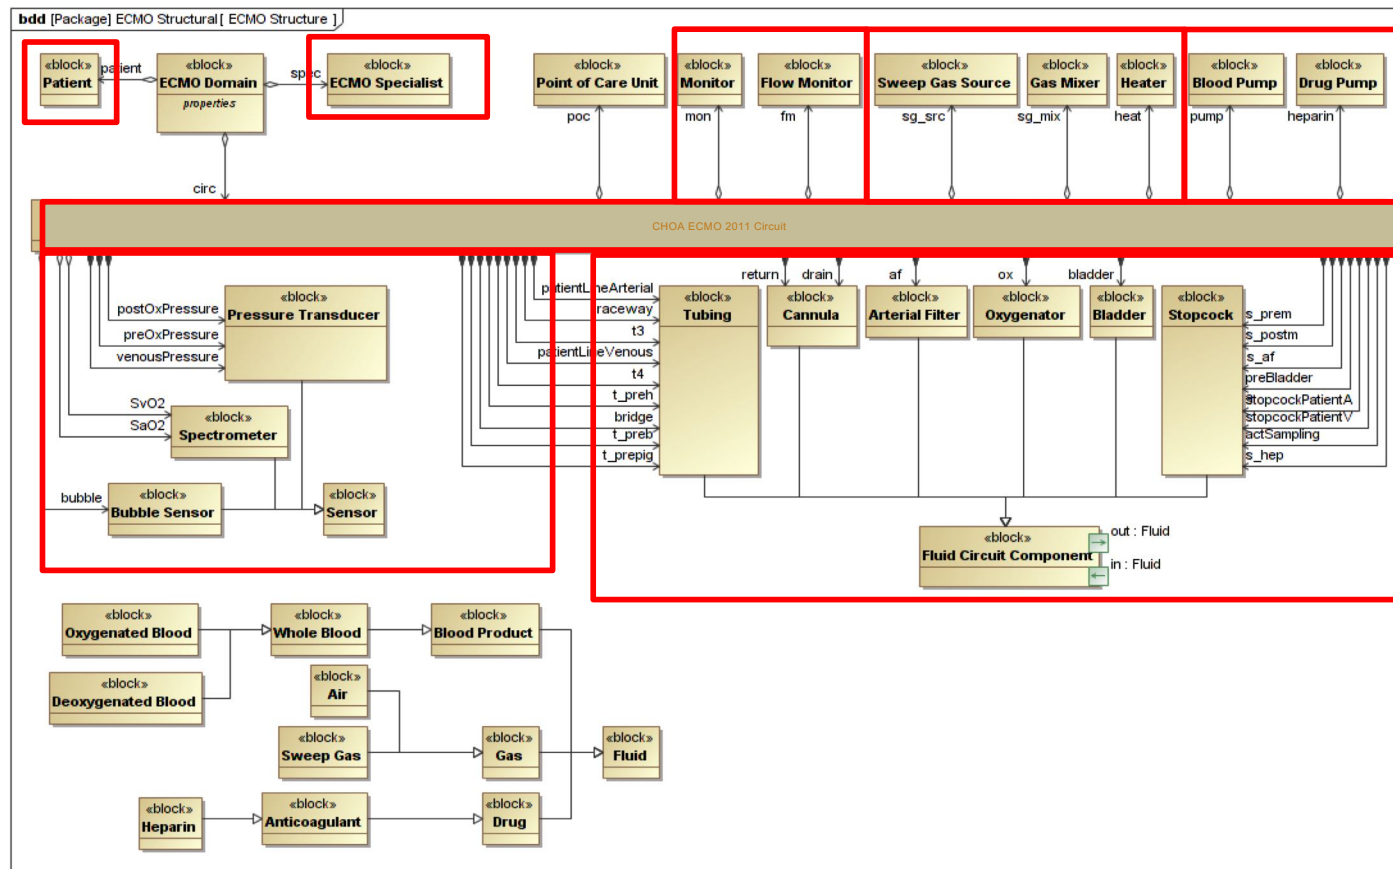 bdd [Package] ECMO Structural[ ECMO Structure ]
«block»
Patient
patient
«block»
ECMO Domain
properties
spec
«block»
ECMO Specialist
«block»
Point of Care Unit
«block»
Monitor
«block»
Flow Monitor
«block»
Sweep Gas Source
«block»
Gas Mixer
«block»
Heater
«block»
Blood Pump
«block»
Drug Pump
circ
poc
mon
fm
sg_src
sg_mix
heat
pump
heparin
CHOA ECMO 2011 Circuit
postOxPressure
preOxPressure
venousPressure
«block»
Pressure Transducer
SvO2
SaO2
«block»
Spectrometer
bubble
«block»
Bubble Sensor
«block»
Sensor
patientLineArterial
raceway
t3
patientLineVenous
t4
t_preh
bridge
t_preb
t_prepig
«block»
Tubing
return
drain
«block»
Cannula
af
«block»
Arterial Filter
ox
«block»
Oxygenator
bladder
«block»
Bladder
«block»
Stopcock
s_prem
s_postm
s_af
preBladder
stopcockPatientA
stopcockPatientV
actSampling
s_hep
«block»
Fluid Circuit Component
out : Fluid
in : Fluid
«block»
Oxygenated Blood
«block»
Whole Blood
«block»
Blood Product
«block»
Deoxygenated Blood
«block»
Air
«block»
Sweep Gas
«block»
Gas
«block»
Fluid
«block»
Heparin
«block»
Anticoagulant
«block»
Drug